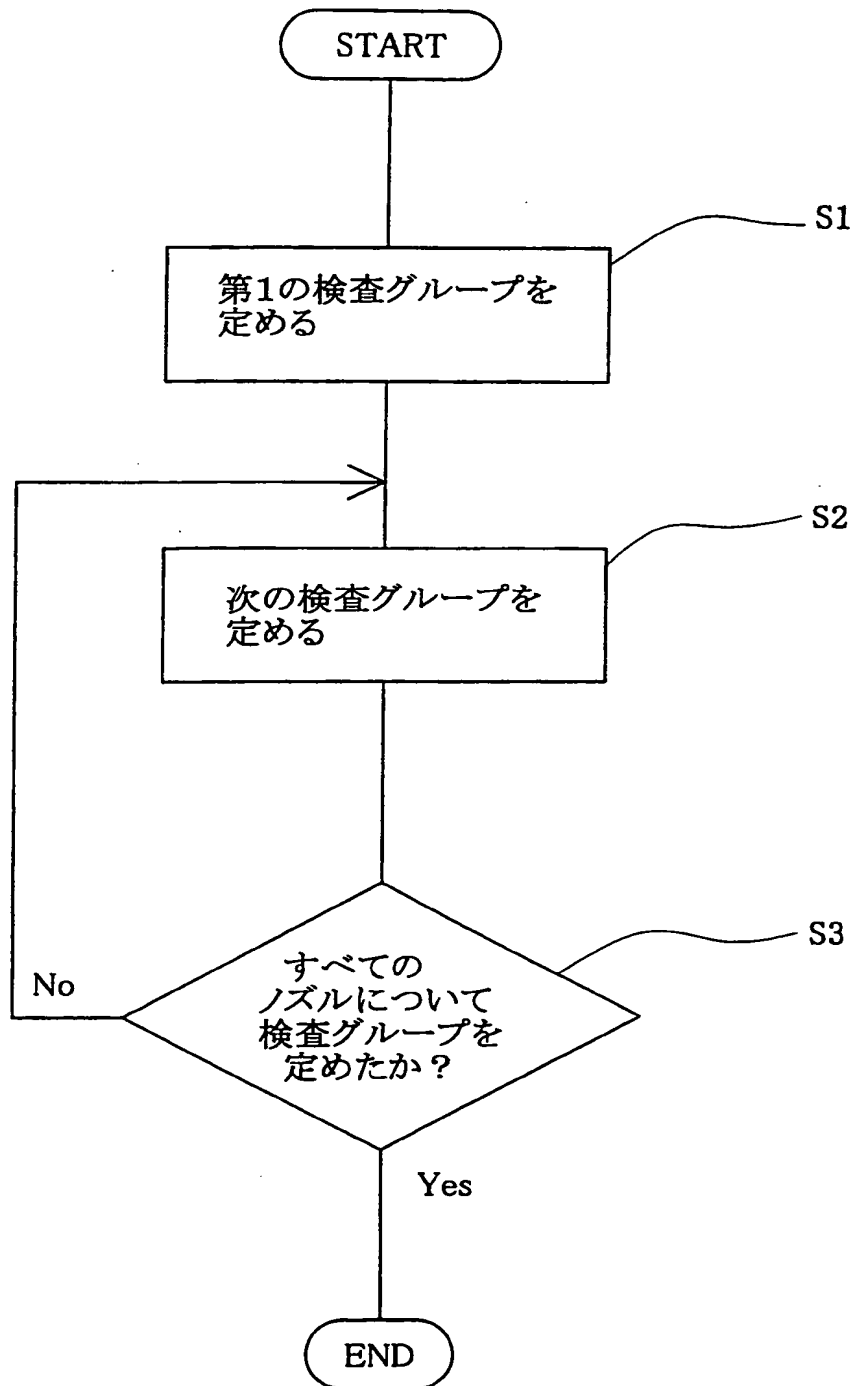 START
S1
第1の検査グループを
定める
S2
次の検査グループを
定める
S3
すべての
ノズルについて
検査グループを
定めたか？
No
Yes
END